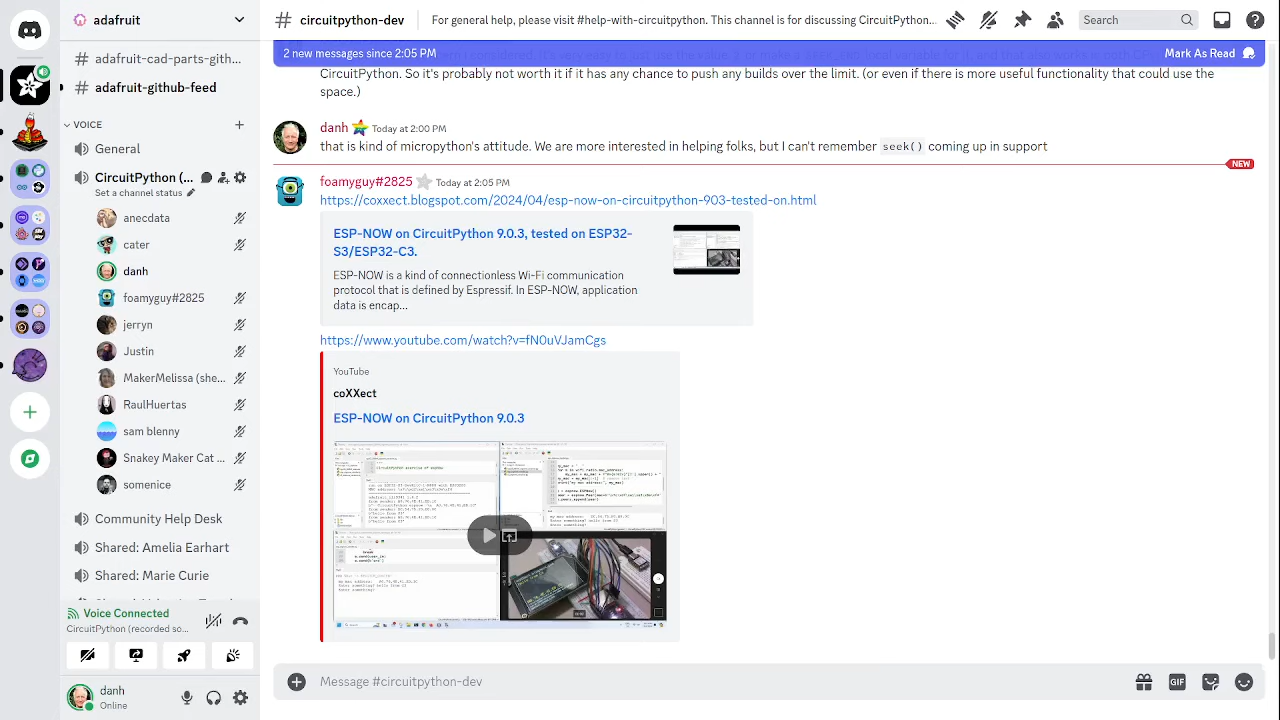 adafruit
circuitpython-dev
For general help, please visit #help-with-circuitpython. This channel is for discussing CircuitPython...
Search
adafruit-cad-parts-gith
adafruit-github-feed
VOICE
General
CircuitPython (...
Set a channel status
anecdata
cater
danh
foamyguy#2825
jerryn
Justin
MakerMelissa (she...
RaulHuertas
sam blenny
Snakey Maker Cat -...
somenice
Community Help Desk
Shared: Amelia Earhart
Shared: Marie Curie
Voice Connected
CircuitPython (recorded so...
danh
Online
2 new messages since 2:05 PM
Mark As Read
CircuitPython. So it's probably not worth it if it has any chance to push any builds over the limit. (or even if there is more useful functionality that could use the
space.)
danh
Today at 2:00 PM
that is kind of micropython's attitude. We are more interested in helping folks, but I can't remember seek() coming up in support
NEW
foamyguy#2825
Today at 2:05 PM
https://coxxect.blogspot.com/2024/04/esp-now-on-circuitpython-903-tested-on.html
ESP-NOW on CircuitPython 9.0.3, tested on ESP32-
S3/ESP32-C3.
ESP-NOW is a kind of connectionless Wi-Fi communication
protocol that is defined by Espressif. In ESP-NOW, application
data is encap...
https://www.youtube.com/watch?v=fN0uVJamCgs
YouTube
coXXect
ESP-NOW on CircuitPython 9.0.3
Message #circuitpython-dev
GIF